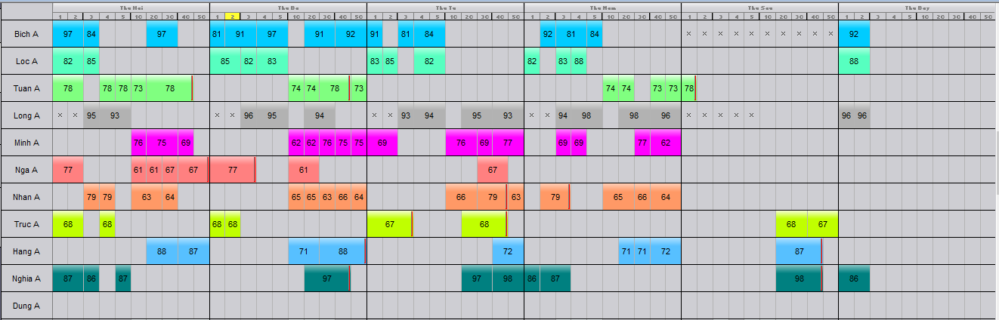 Thu Hai Thu Ba Thu Tu Thu Nam Thu Sau Thu Bay
1 2 3 4 5 1C 2C 3C 4C 5C 1 2 3 4 5 1C 2C 3C 4C 5C 1 2 3 4 5 1C 2C 3C 4C 5C 1 2 3 4 5 1C 2C 3C 4C 5C 1 2 3 4 5 1C 2C 3C 4C 5C 1 2 3 4 5 1C 2C 3C 4C 5C
Bich A 97 84 97 81 91 97 91 92 91 81 84 92 81 84 × × × × × × × × × × 92
Loc A 82 85 85 82 83 83 85 82 82 83 88 88
Tuan A 78 78 78 73 78 74 74 78 73 74 74 73 73 78
Long A × × 95 93 × × 96 95 94 × × 93 94 95 93 × × 94 98 98 96 × × × × × 96 96
Minh A 76 75 69 62 62 76 75 75 69 76 69 77 69 69 77 62
Nga A 77 61 61 67 67 77 61 67
Nhan A 79 79 63 64 65 65 63 66 64 66 79 63 79 65 66 64
Truc A 68 68 68 68 67 68 68 67
Hang A 88 87 71 88 72 71 71 72 87
Nghia A 87 86 87 97 97 98 86 87 98 86
Dung A